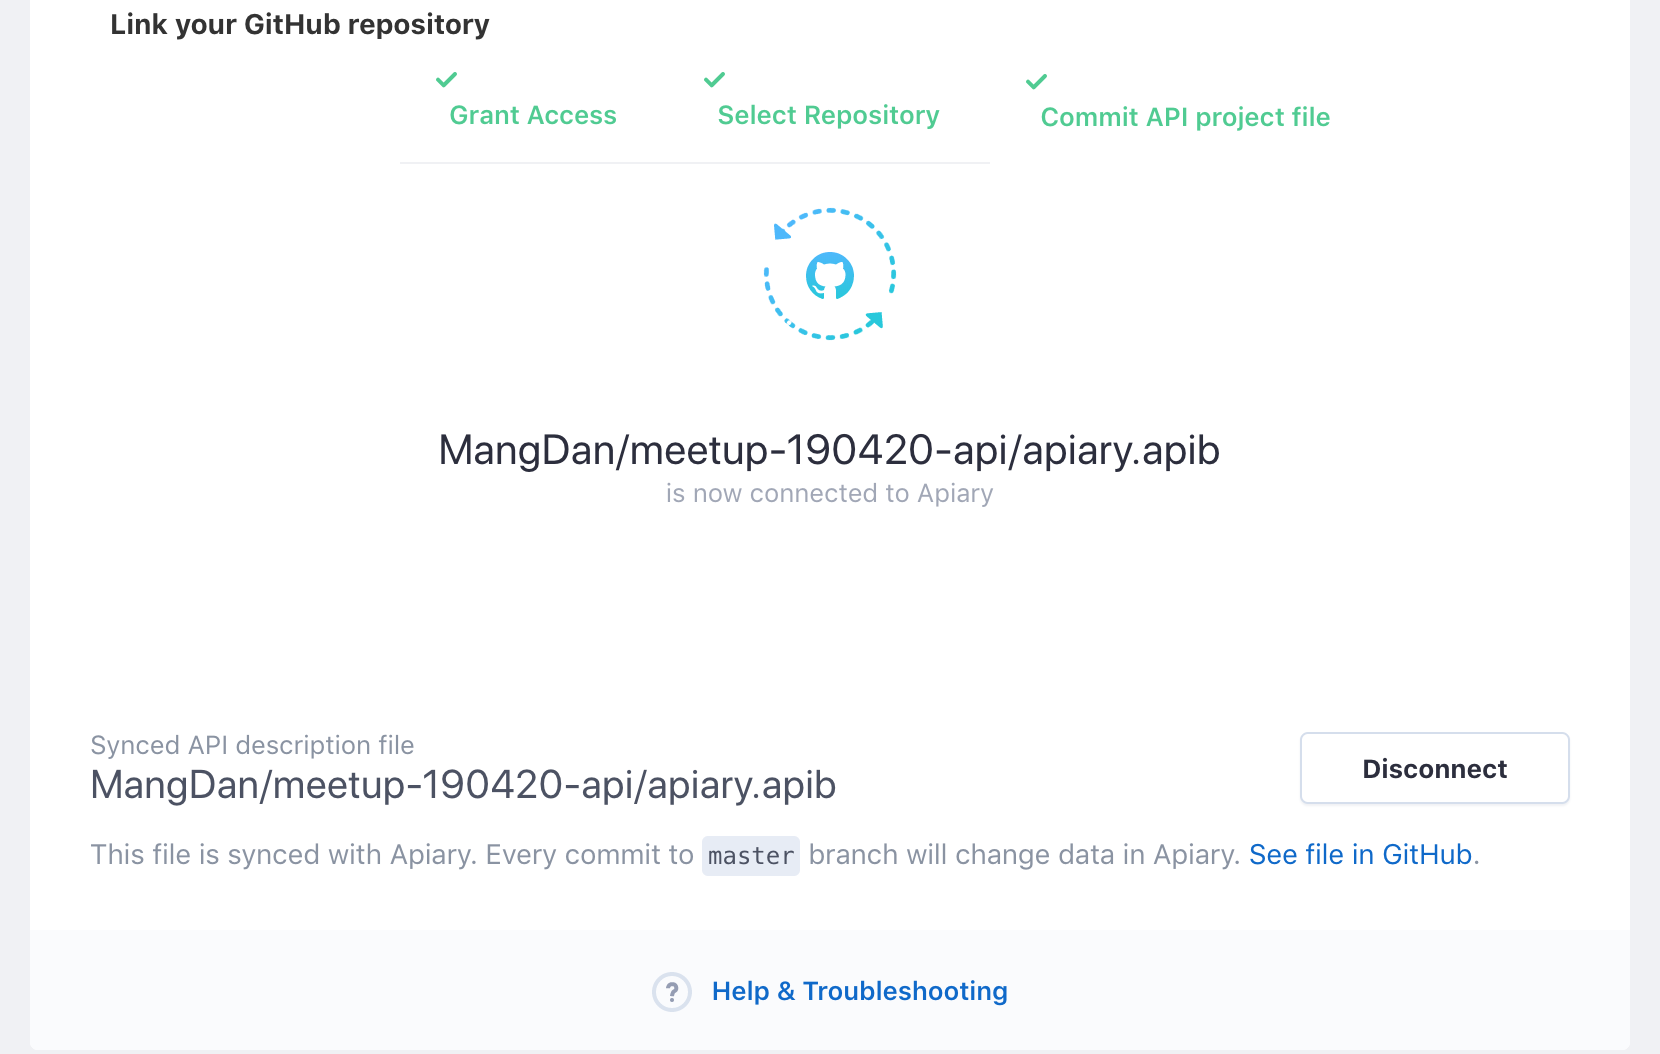 Link your GitHub repository
Grant Access
Select Repository
Commit API project file
MangDan/meetup-190420-api/apiary.apib
is now connected to Apiary
Synced API description file
MangDan/meetup-190420-api/apiary.apib
Disconnect
This file is synced with Apiary. Every commit to master branch will change data in Apiary. See file in GitHub.
? Help & Troubleshooting